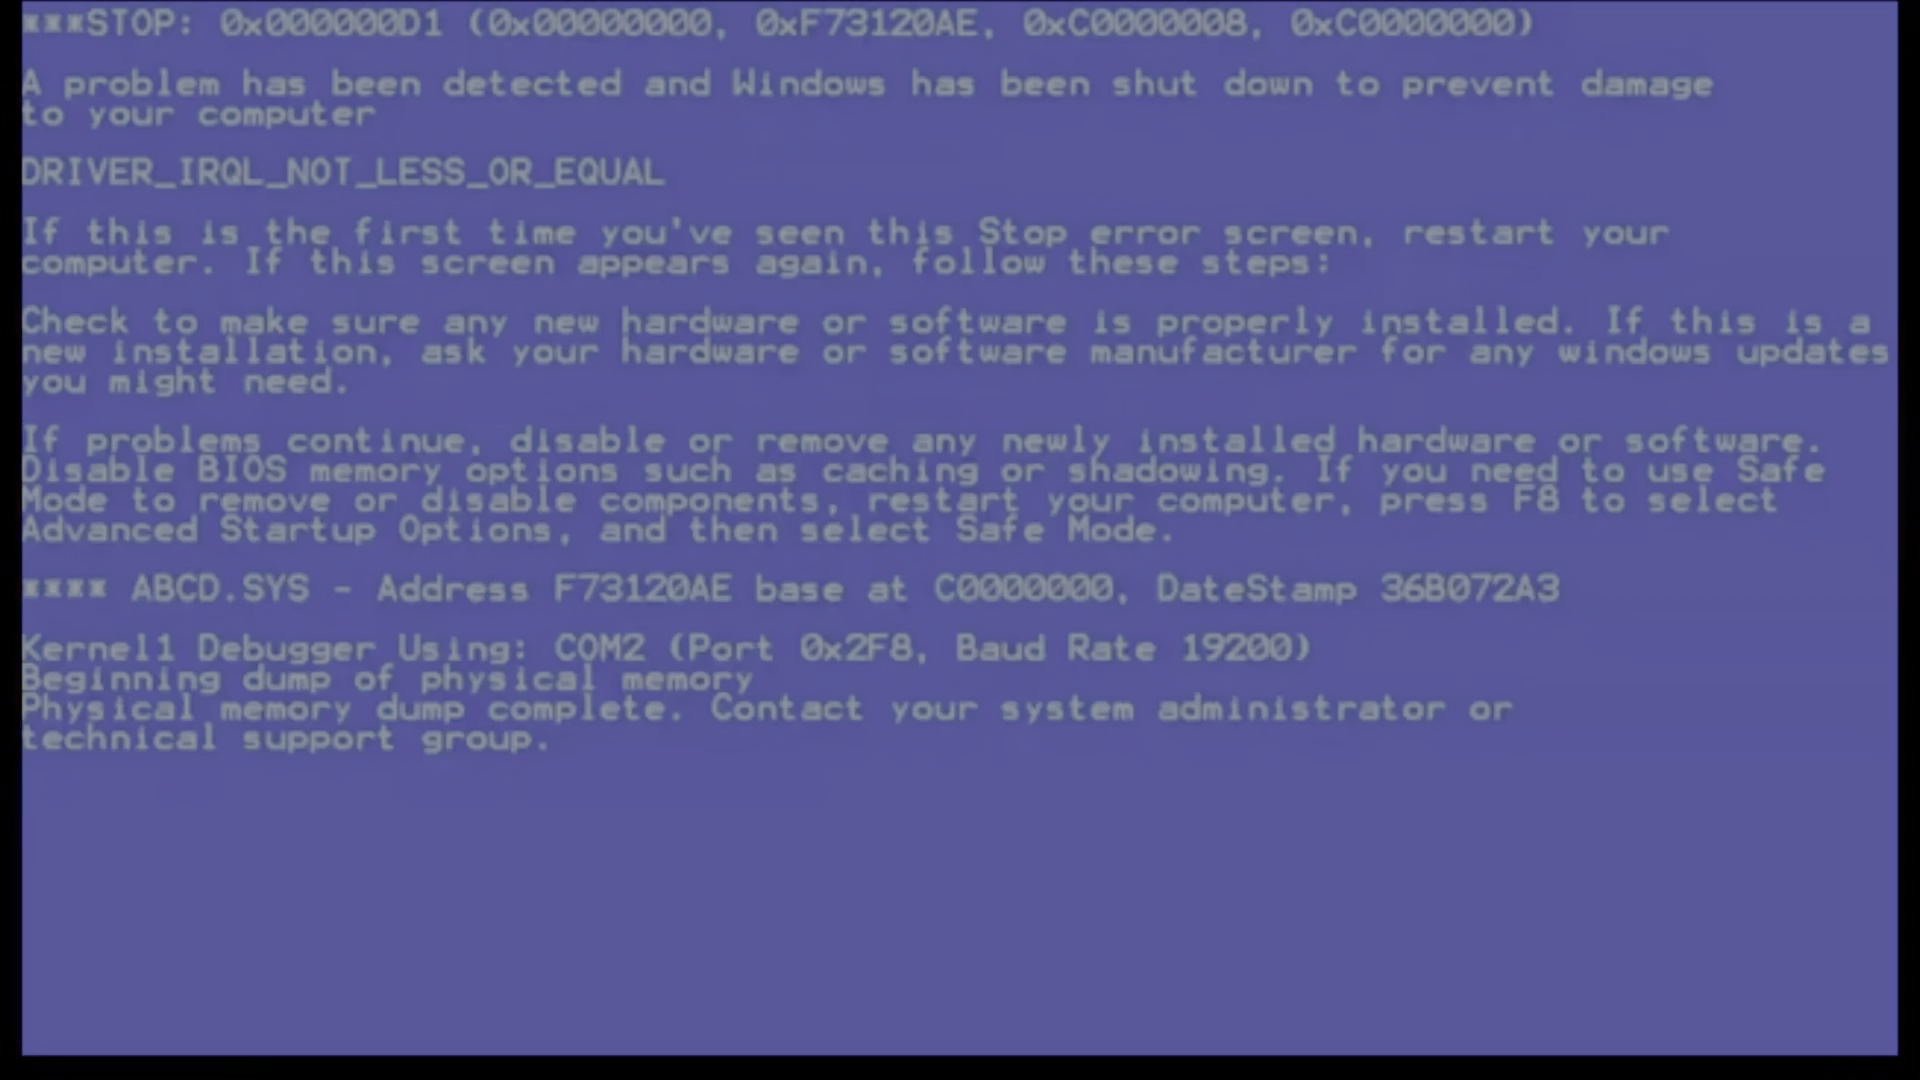 ***STOP: 0x000000D1 (0x00000000, 0xF73120AE, 0xC0000008, 0xC0000000)
A problem has been detected and Windows has been shut down to prevent damage
to your computer
DRIVER_IRQL_NOT_LESS_OR_EQUAL
If this is the first time you've seen this Stop error screen, restart your
computer. If this screen appears again, follow these steps:
Check to make sure any new hardware or software is properly installed. If this is a
new installation, ask your hardware or software manufacturer for any windows updates
you might need.
If problems continue, disable or remove any newly installed hardware or software.
Disable BIOS memory options such as caching or shadowing. If you need to use Safe
Mode to remove or disable components, restart your computer, press F8 to select
Advanced Startup Options, and then select Safe Mode.
**** ABCD.SYS - Address F73120AE base at C0000000, DateStamp 36B072A3
Kernel1 Debugger Using: COM2 (Port 0x2F8, Baud Rate 19200)
Beginning dump of physical memory
Physical memory dump complete. Contact your system administrator or
technical support group.